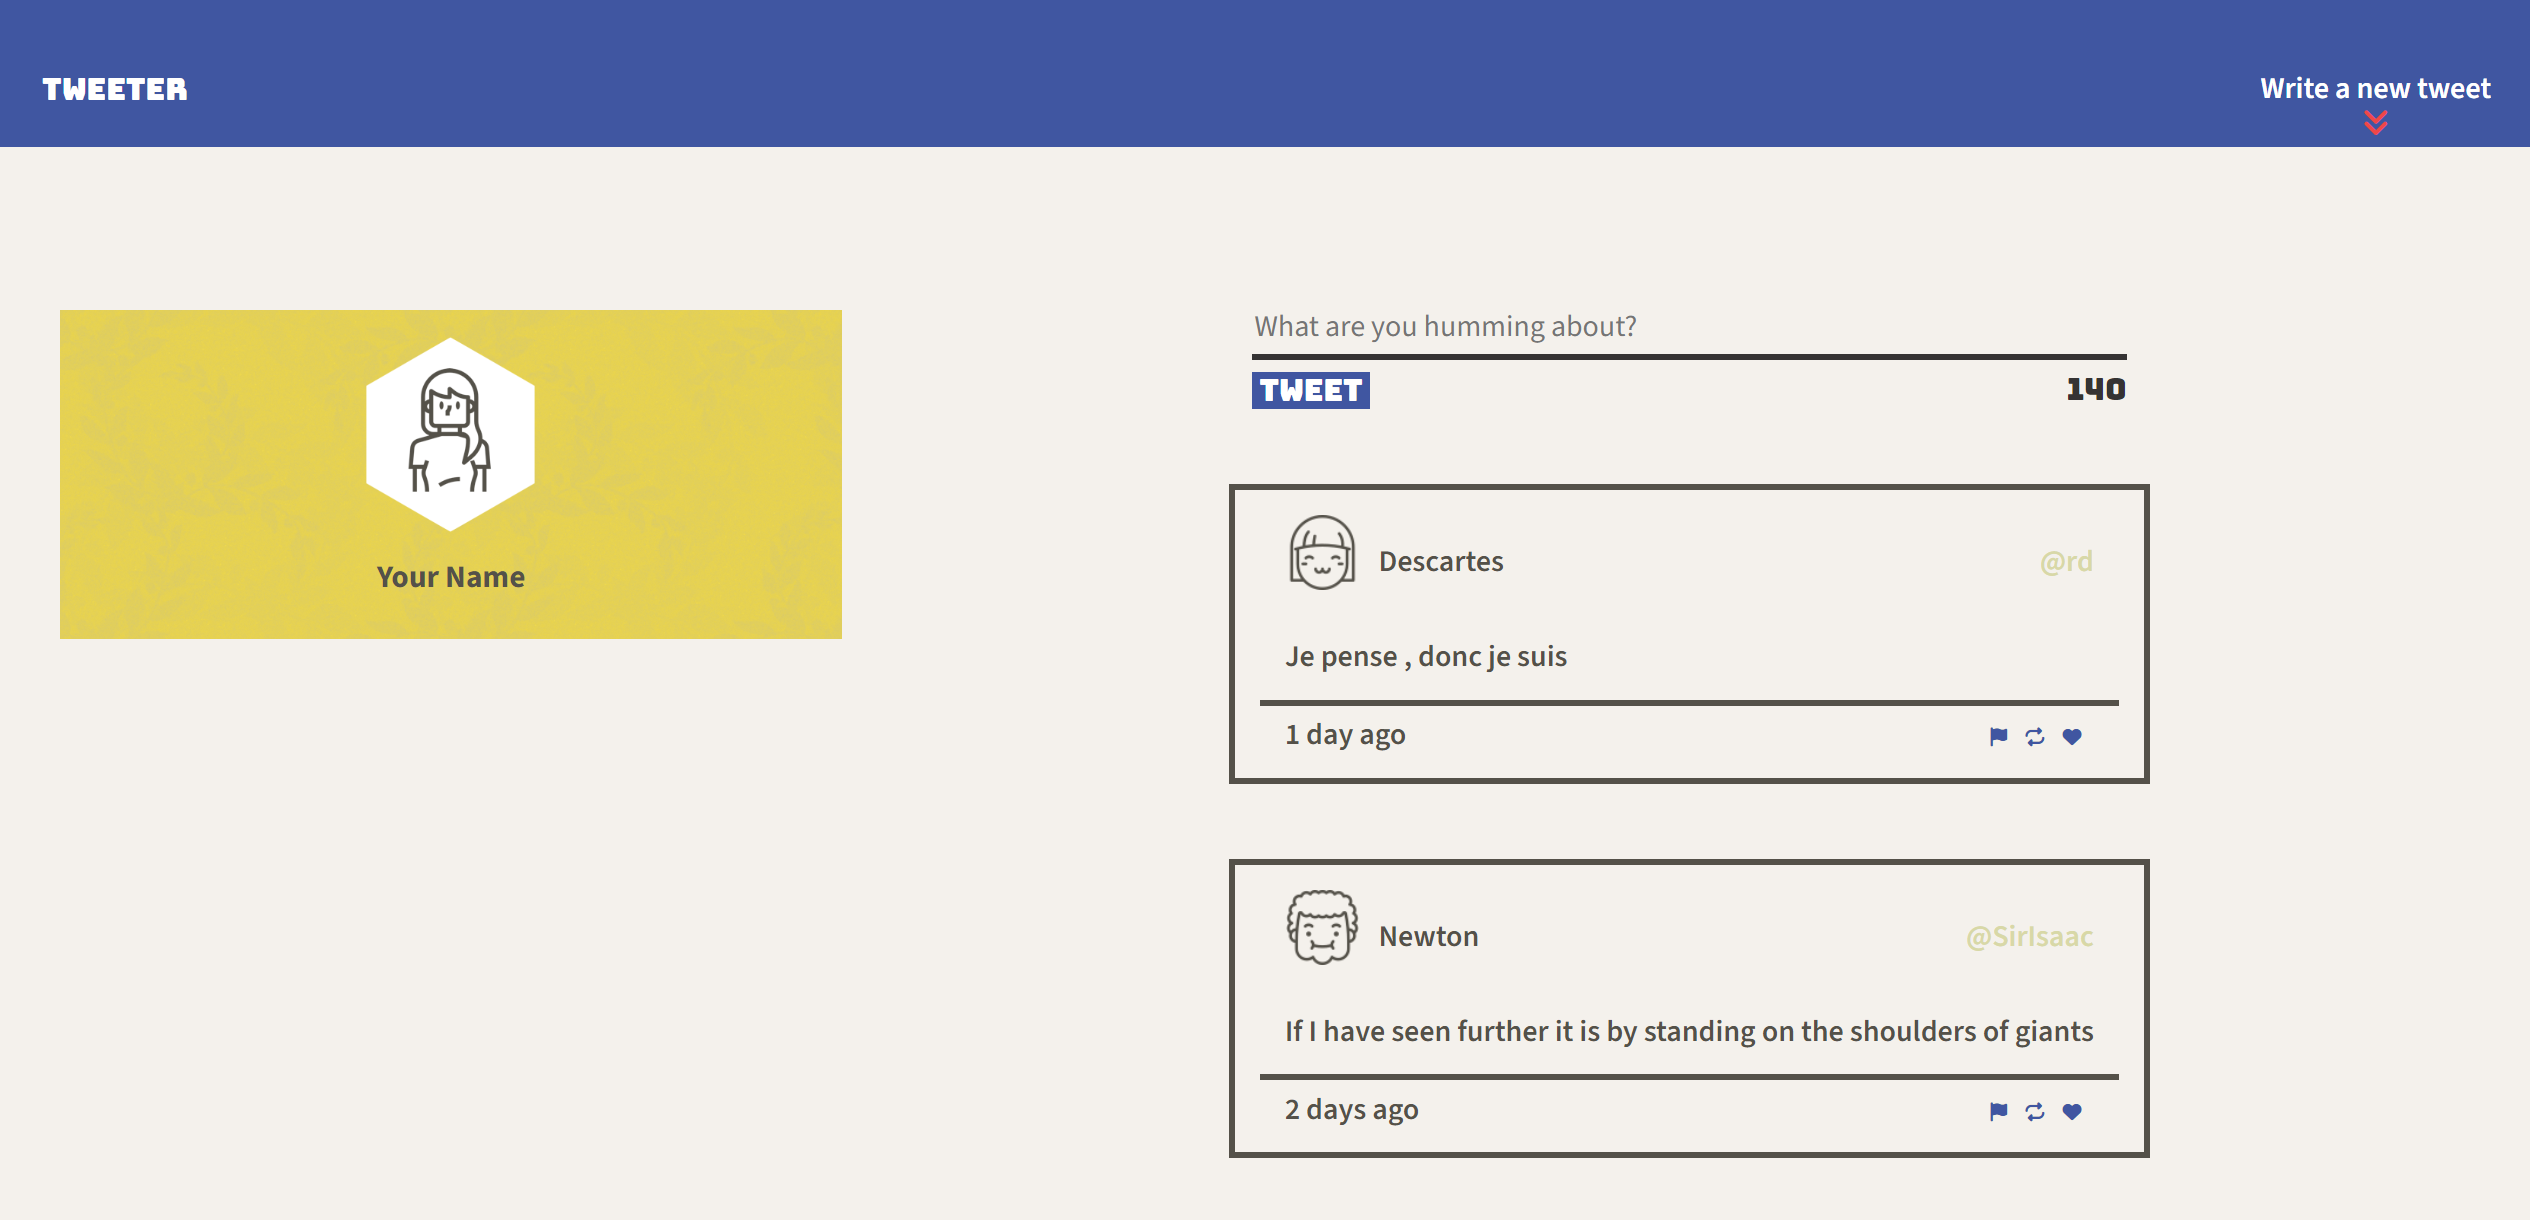 TWEETER
Write a new tweet
Your Name
What are you humming about?
TWEET
140
Descartes
@rd
Je pense , donc je suis
1 day ago
Newton
@SirIsaac
If I have seen further it is by standing on the shoulders of giants
2 days ago